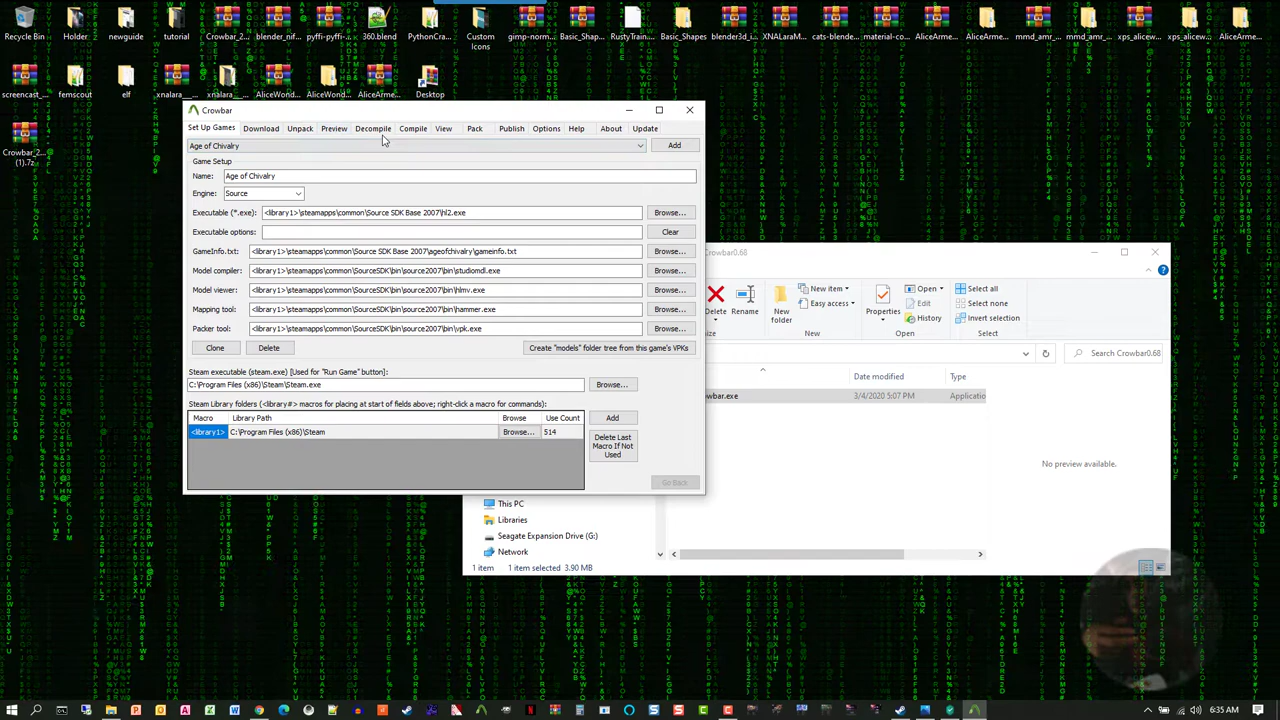 Recycle Bin
Holder
newguide
tutorial
Crowbar_2...
blender_nif...
pyffi-pyffi-...
360.blend
PythonCra...
Custom Icons
gimp-norm...
Basic_Shap...
Basic_Shapes
blender3d_i...
XNALaraM...
cats-blende...
material-co...
AliceArme...
mmd_amr_...
xps_alicew...
AliceArme...
screencast_...
femscout
elf
xnalara__...
AliceWond...
AliceWond...
AliceArme...
Desktop
Crowbar_2...
(1).7z
Crowbar
Set Up Games Download Unpack Preview Decompile Compile View Pack Publish Options Help About Update
Age of Chivalry Add
Game Setup
Name: Age of Chivalry
Engine: Source
Executable (*.exe): <library1>\steamapps\common\Source SDK Base 2007\hl2.exe Browse...
Executable options: Clear
GameInfo.txt: <library1>\steamapps\common\Source SDK Base 2007\ageofchivalry\gameinfo.txt Browse...
Model compiler: <library1>\steamapps\common\SourceSDK\bin\source2007\bin\studiomdl.exe Browse...
Model viewer: <library1>\steamapps\common\SourceSDK\bin\source2007\bin\hlmv.exe Browse...
Mapping tool: <library1>\steamapps\common\SourceSDK\bin\source2007\bin\hammer.exe Browse...
Packer tool: <library1>\steamapps\common\SourceSDK\bin\source2007\bin\vpk.exe Browse...
Clone Delete Create "models" folder tree from this game's VPKs
Steam executable (steam.exe) [Used for "Run Game" button]:
C:\Program Files (x86)\Steam\Steam.exe Browse...
Steam Library folders (<library#> macros for placing at start of fields above; right-click a macro for commands):
Macro Library Path Browse Use Count Add
<library1> C:\Program Files (x86)\Steam Browse... 514
Delete Last
Macro If Not
Used
Go Back
Crowbar0.68
Delete Rename New folder Properties
New item
Easy access
Open
Edit
History
Select all
Select none
Invert selection
New Open Select
Search Crowbar0.68
Date modified Type
wbar.exe 3/4/2020 5:07 PM Applicatio
No preview available.
This PC
Libraries
Seagate Expansion Drive (G:)
Network
1 item 1 item selected 3.90 MB
6:35 AM